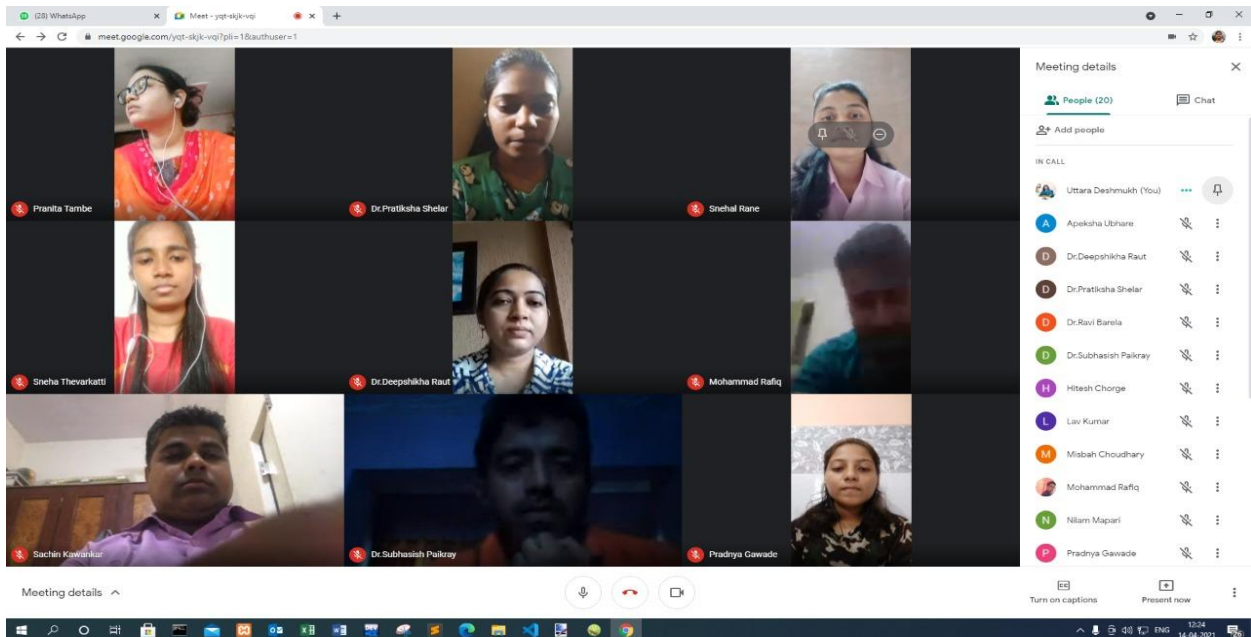 (28) WhatsApp
Meet - yqt-skjk-vqi
meet.google.com/yqt-skjk-vqi?pli=1&authuser=1
Pranita Tambe
Dr.Pratiksha Shelar
Snehal Rane
Sneha Thevarkatti
Dr.Deepshikha Raut
Mohammad Rafiq
Sachin Kawankar
Dr.Subhasish Paikray
Pradnya Gawade
Meeting details
People (20)
Chat
Add people
IN CALL
Uttara Deshmukh (You)
A Apeksha Ubhare
D Dr.Deepshikha Raut
D Dr.Pratiksha Shelar
D Dr.Ravi Barela
D Dr.Subhasish Paikray
H Hitesh Chorge
L Lav Kumar
M Misbah Choudhary
Mohammad Rafiq
N Nilam Mapari
P Pradnya Gawade
Meeting details
CC
Turn on captions
Present now
ENG
12:24
14-04-2021